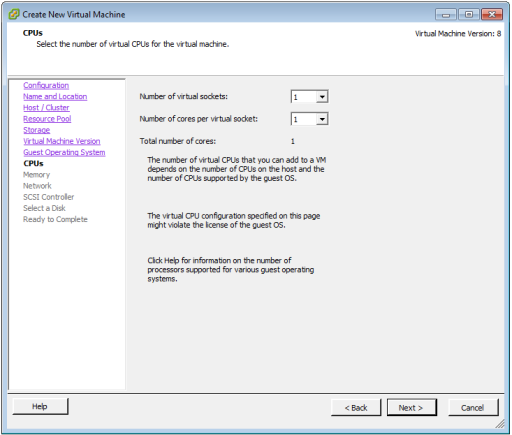 Create New Virtual Machine
CPUs
Select the number of virtual CPUs for the virtual machine.
Virtual Machine Version: 8
Configuration
Name and Location
Host / Cluster
Resource Pool
Storage
Virtual Machine Version
Guest Operating System
CPUs
Memory
Network
SCSI Controller
Select a Disk
Ready to Complete
Number of virtual sockets: 1
Number of cores per virtual socket: 1
Total number of cores: 1
The number of virtual CPUs that you can add to a VM
depends on the number of CPUs on the host and the
number of CPUs supported by the guest OS.
The virtual CPU configuration specified on this page
might violate the license of the guest OS.
Click Help for information on the number of
processors supported for various guest operating
systems.
Help
< Back
Next >
Cancel